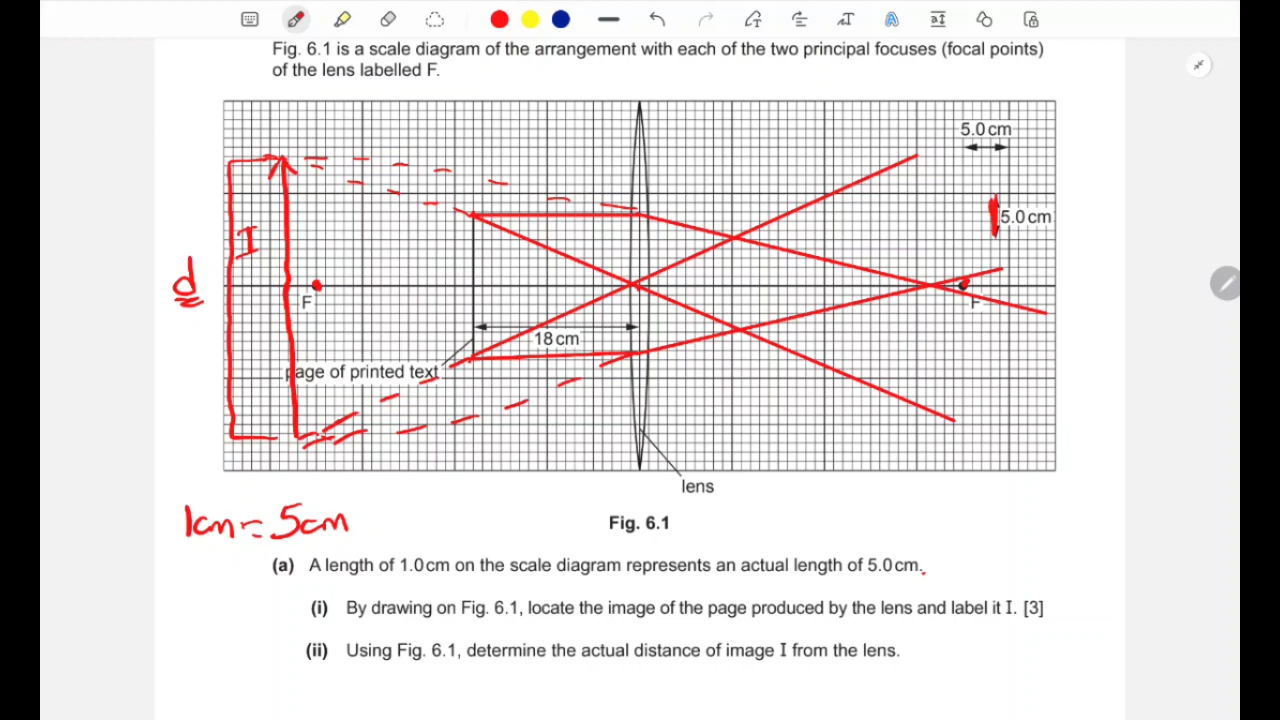 Fig. 6.1 is a scale diagram of the arrangement with each of the two principal focuses (focal points)
of the lens labelled F.
5.0 cm
5.0 cm
I
d
F
F
18 cm
page of printed text
lens
1cm = 5cm
Fig. 6.1
(a) A length of 1.0 cm on the scale diagram represents an actual length of 5.0 cm.
(i) By drawing on Fig. 6.1, locate the image of the page produced by the lens and label it I. [3]
(ii) Using Fig. 6.1, determine the actual distance of image I from the lens.